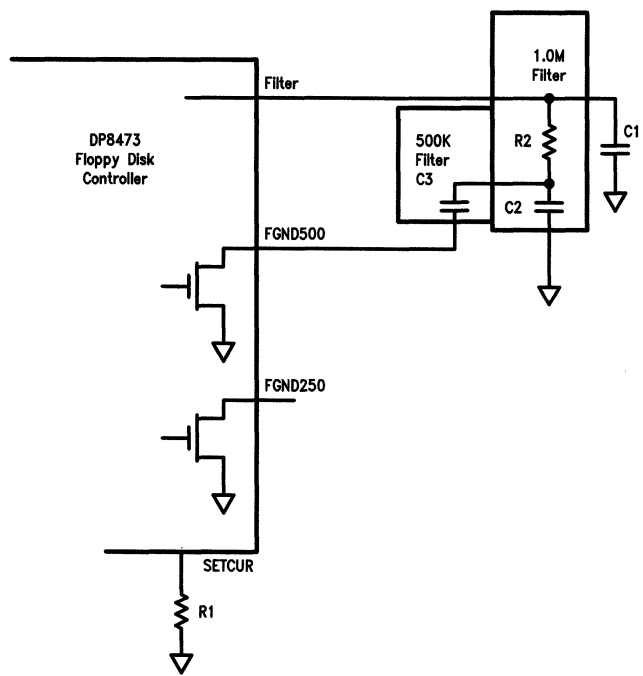 1.0M
Filter
Filter
DP8473
Floppy Disk
Controller
500K
Filter
C3
R2
C1
C2
FGND500
FGND250
SETCUR
R1